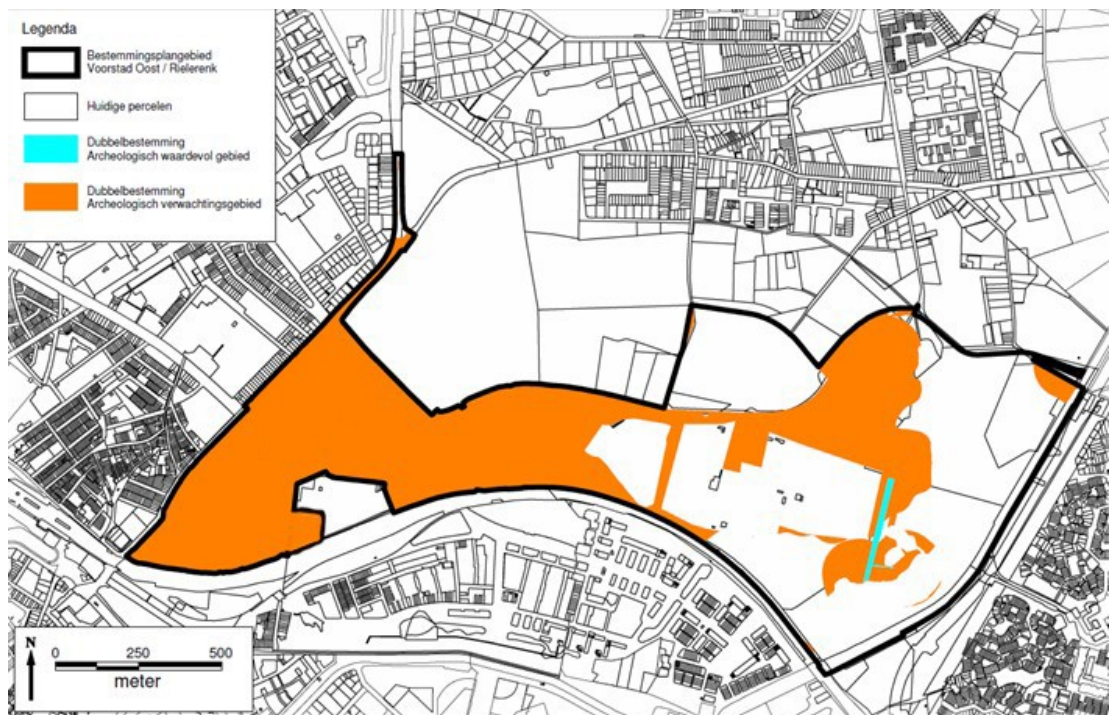 Legenda
Bestemmingsplangebied
Voorstad Oost / Rielerenk
Huidige percelen
Dubbelbestemming
Archeologisch waardevol gebied
Dubbelbestemming
Archeologisch verwachtingsgebied
N
0 250 500
meter